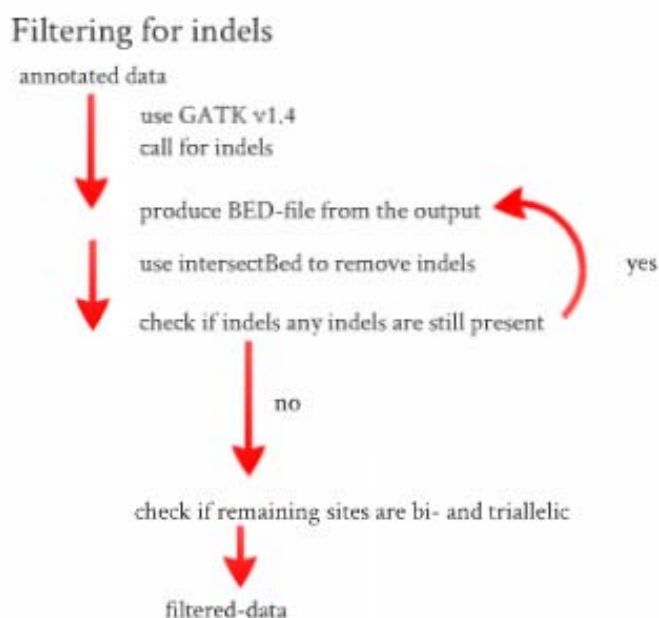 Filtering for indels
annotated data
use GATK v1.4
call for indels
produce BED-file from the output
use intersectBed to remove indels
yes
check if indels any indels are still present
no
check if remaining sites are bi- and triallelic
filtered-data